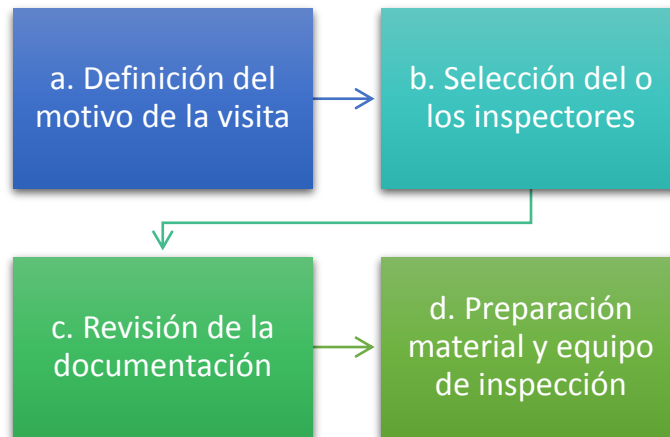 a. Definición del
motivo de la visita
b. Selección del o
los inspectores
c. Revisión de la
documentación
d. Preparación
material y equipo
de inspección